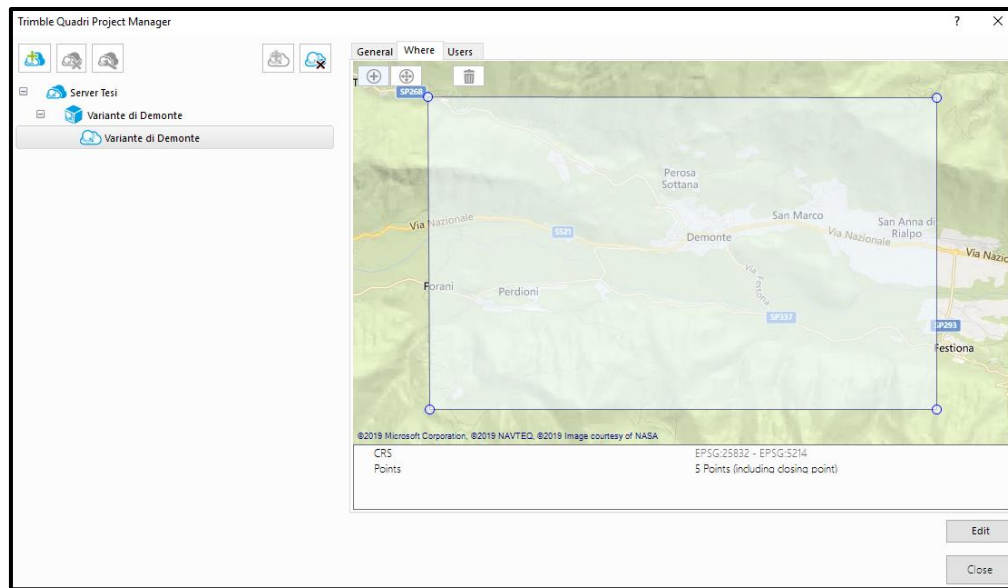 Trimble Quadri Project Manager
?
General Where Users
Server Tesi
Variante di Demonte
Variante di Demonte
T
SP268
Perosa
Sottana
San Marco
San Anna di
Rialpo
Via Nazionale
SS21
Demonte
Via Nazionale
Via Nazio
Via Festiona
Forani
Perdioni
SP337
SP293
Festiona
©2019 Microsoft Corporation, ©2019 NAVTEQ, ©2019 Image courtesy of NASA
CRS EPSG:25832 - EPSG:5214
Points 5 Points (including closing point)
Edit
Close